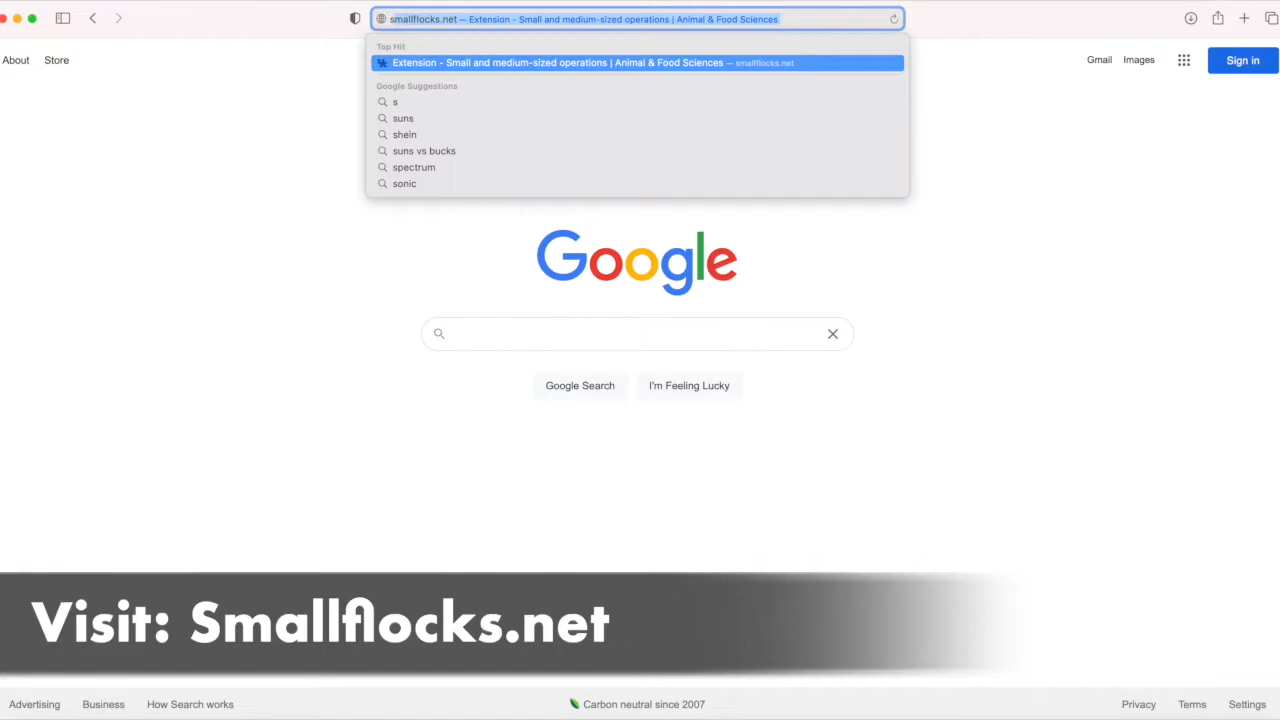 smallflocks.net — Extension - Small and medium-sized operations | Animal & Food Sciences
Top Hit
Extension - Small and medium-sized operations | Animal & Food Sciences — smallflocks.net
Google Suggestions
s
suns
shein
suns vs bucks
spectrum
sonic
About Store
Gmail Images Sign in
Google
Google Search I'm Feeling Lucky
Visit: Smallflocks.net
Advertising Business How Search works Carbon neutral since 2007 Privacy Terms Settings